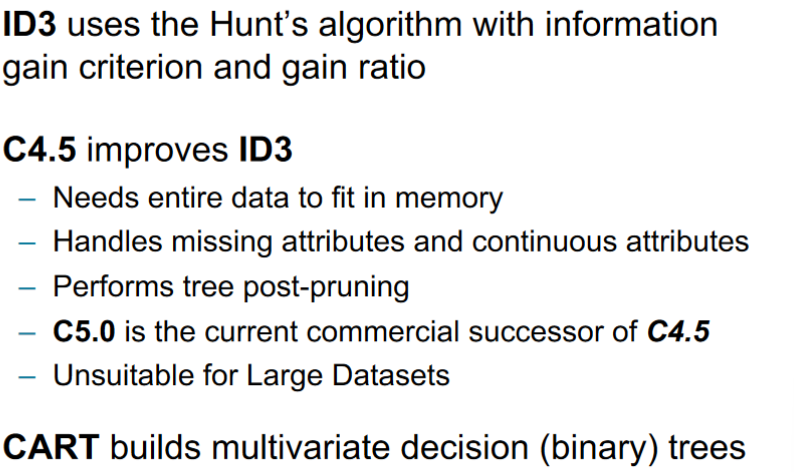 ID3 uses the Hunt’s algorithm with information
gain criterion and gain ratio
C4.5 improves ID3
– Needs entire data to fit in memory
– Handles missing attributes and continuous attributes
– Performs tree post-pruning
– C5.0 is the current commercial successor of C4.5
– Unsuitable for Large Datasets
CART builds multivariate decision (binary) trees